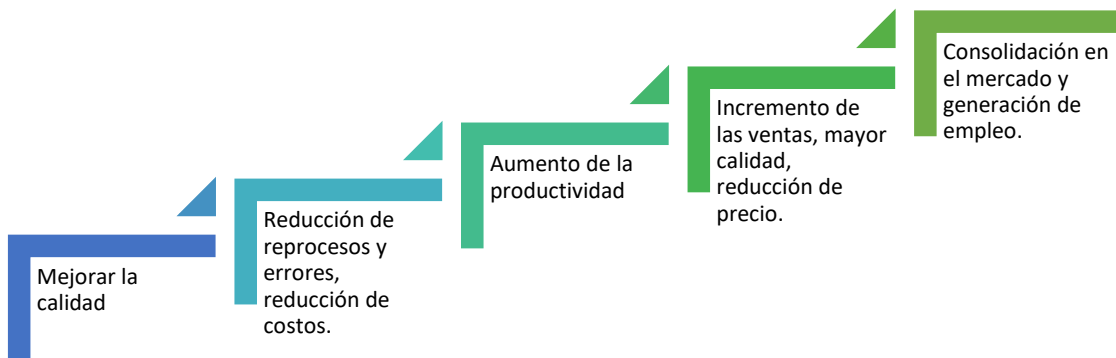 Mejorar la
calidad
Reducción de
reprocesos y
errores,
reducción de
costos.
Aumento de la
productividad
Incremento de
las ventas, mayor
calidad,
reducción de
precio.
Consolidación en
el mercado y
generación de
empleo.